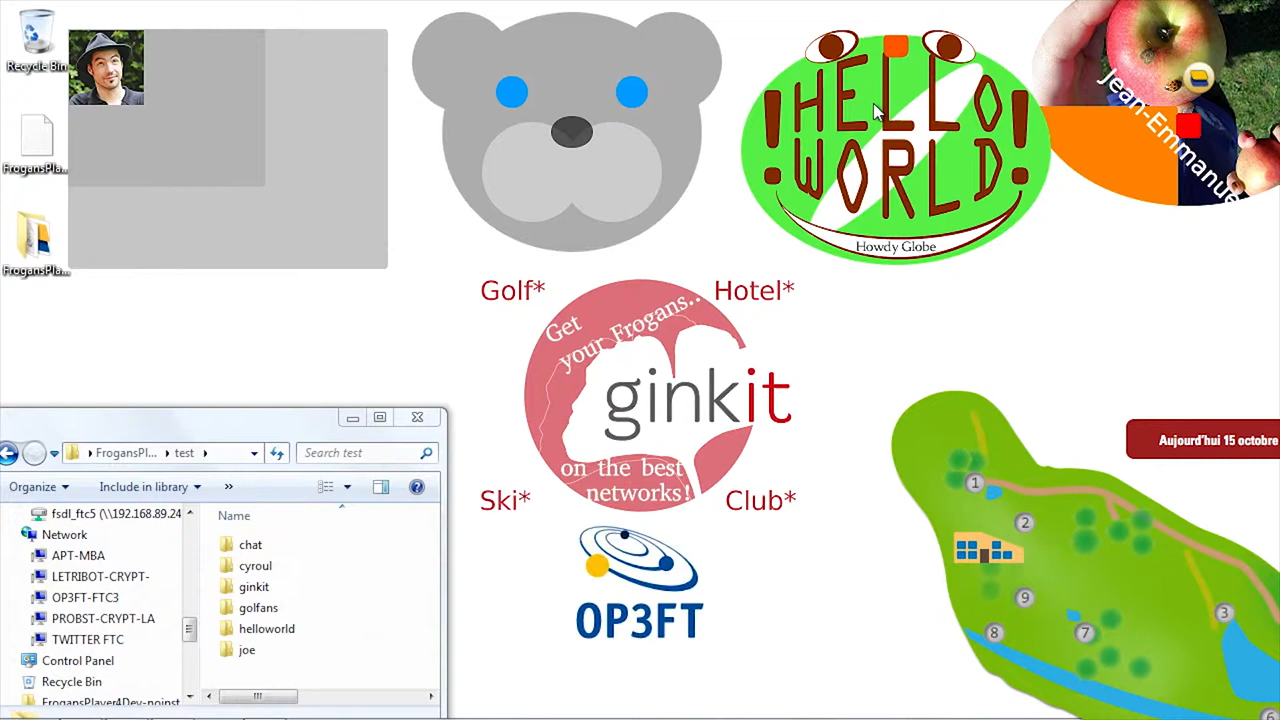 Recycle Bin
FrogansPla...
FrogansPla...
HELLO
WORLD
!
!
Howdy Globe
Jean-Emmanue
Golf*
Hotel*
Get
your Frogans..
ginkit
on the best
networks!
Ski*
Club*
OP3FT
Aujourd'hui 15 octobre
1
2
3
9
8
7
FrogansPl...
test
Search test
Organize
Include in library
»
fsdl_ftc5 (\\192.168.89.24
Network
APT-MBA
LETRIBOT-CRYPT-
OP3FT-FTC3
PROBST-CRYPT-LA
TWITTER FTC
Control Panel
Recycle Bin
FrogansPlayer4Dev-noinst
Name
chat
cyroul
ginkit
golfans
helloworld
joe